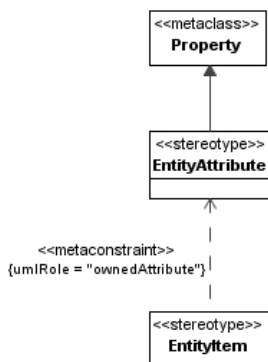 <<metaclass>>
Property
<<stereotype>>
EntityAttribute
<<metaconstraint>>
{umlRole = "ownedAttribute"}
<<stereotype>>
EntityItem